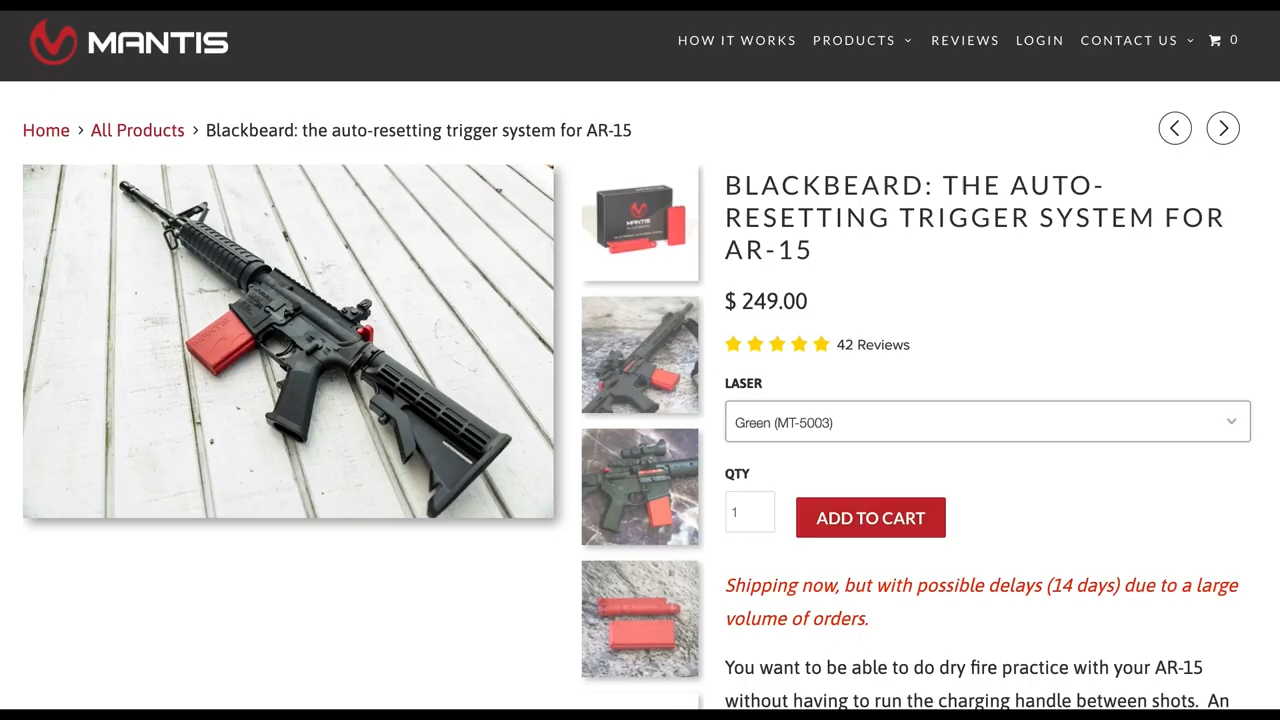 MANTIS
HOW IT WORKS PRODUCTS REVIEWS LOGIN CONTACT US 0
Home › All Products › Blackbeard: the auto-resetting trigger system for AR-15
MANTIS
MANTIS
BLACKBEARD: THE AUTO-
RESETTING TRIGGER SYSTEM FOR
AR-15
$ 249.00
42 Reviews
LASER
Green (MT-5003)
QTY
1
ADD TO CART
Shipping now, but with possible delays (14 days) due to a large
volume of orders.
You want to be able to do dry fire practice with your AR-15
without having to run the charging handle between shots. An